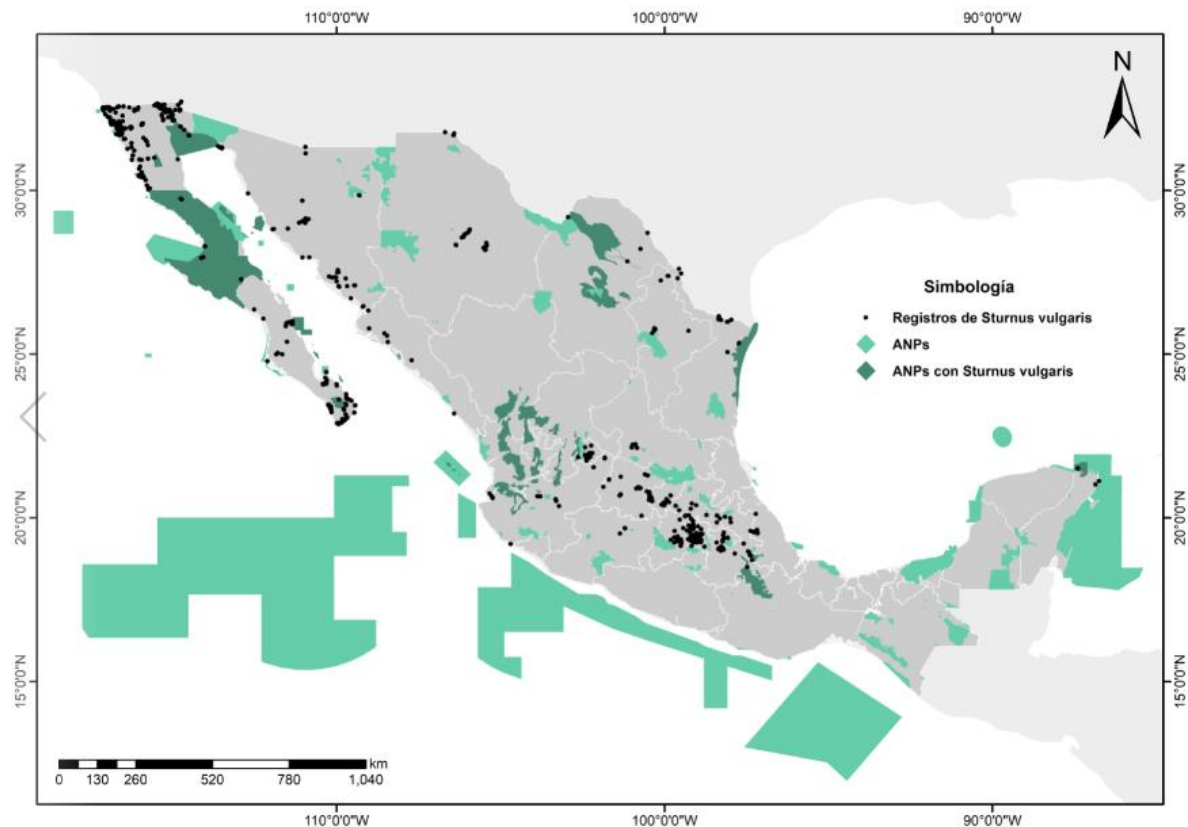 110°0'0"W 100°0'0"W 90°0'0"W
N
30°0'0"N 30°0'0"N
Simbología
Registros de Sturnus vulgaris
ANPs
ANPs con Sturnus vulgaris
25°0'0"N 25°0'0"N
20°0'0"N 20°0'0"N
15°0'0"N 15°0'0"N
km
0 130 260 520 780 1,040
110°0'0"W 100°0'0"W 90°0'0"W